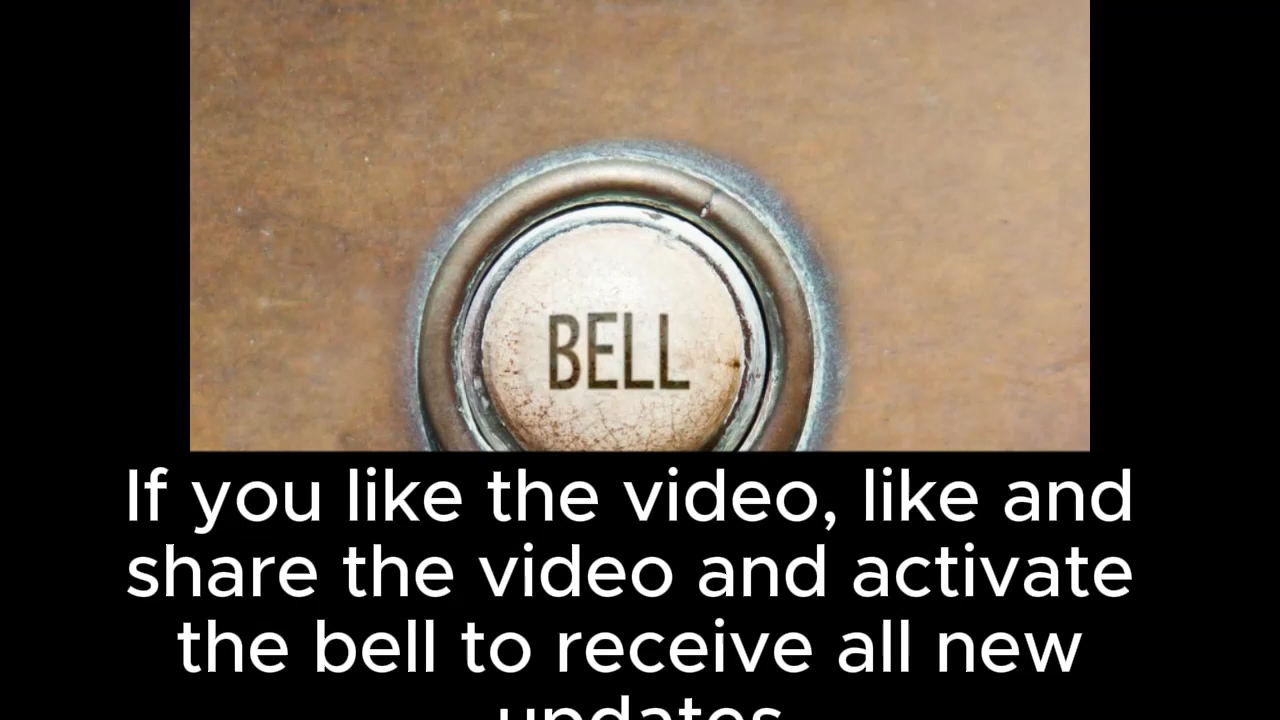 BELL
If you like the video, like and
share the video and activate
the bell to receive all new
updates